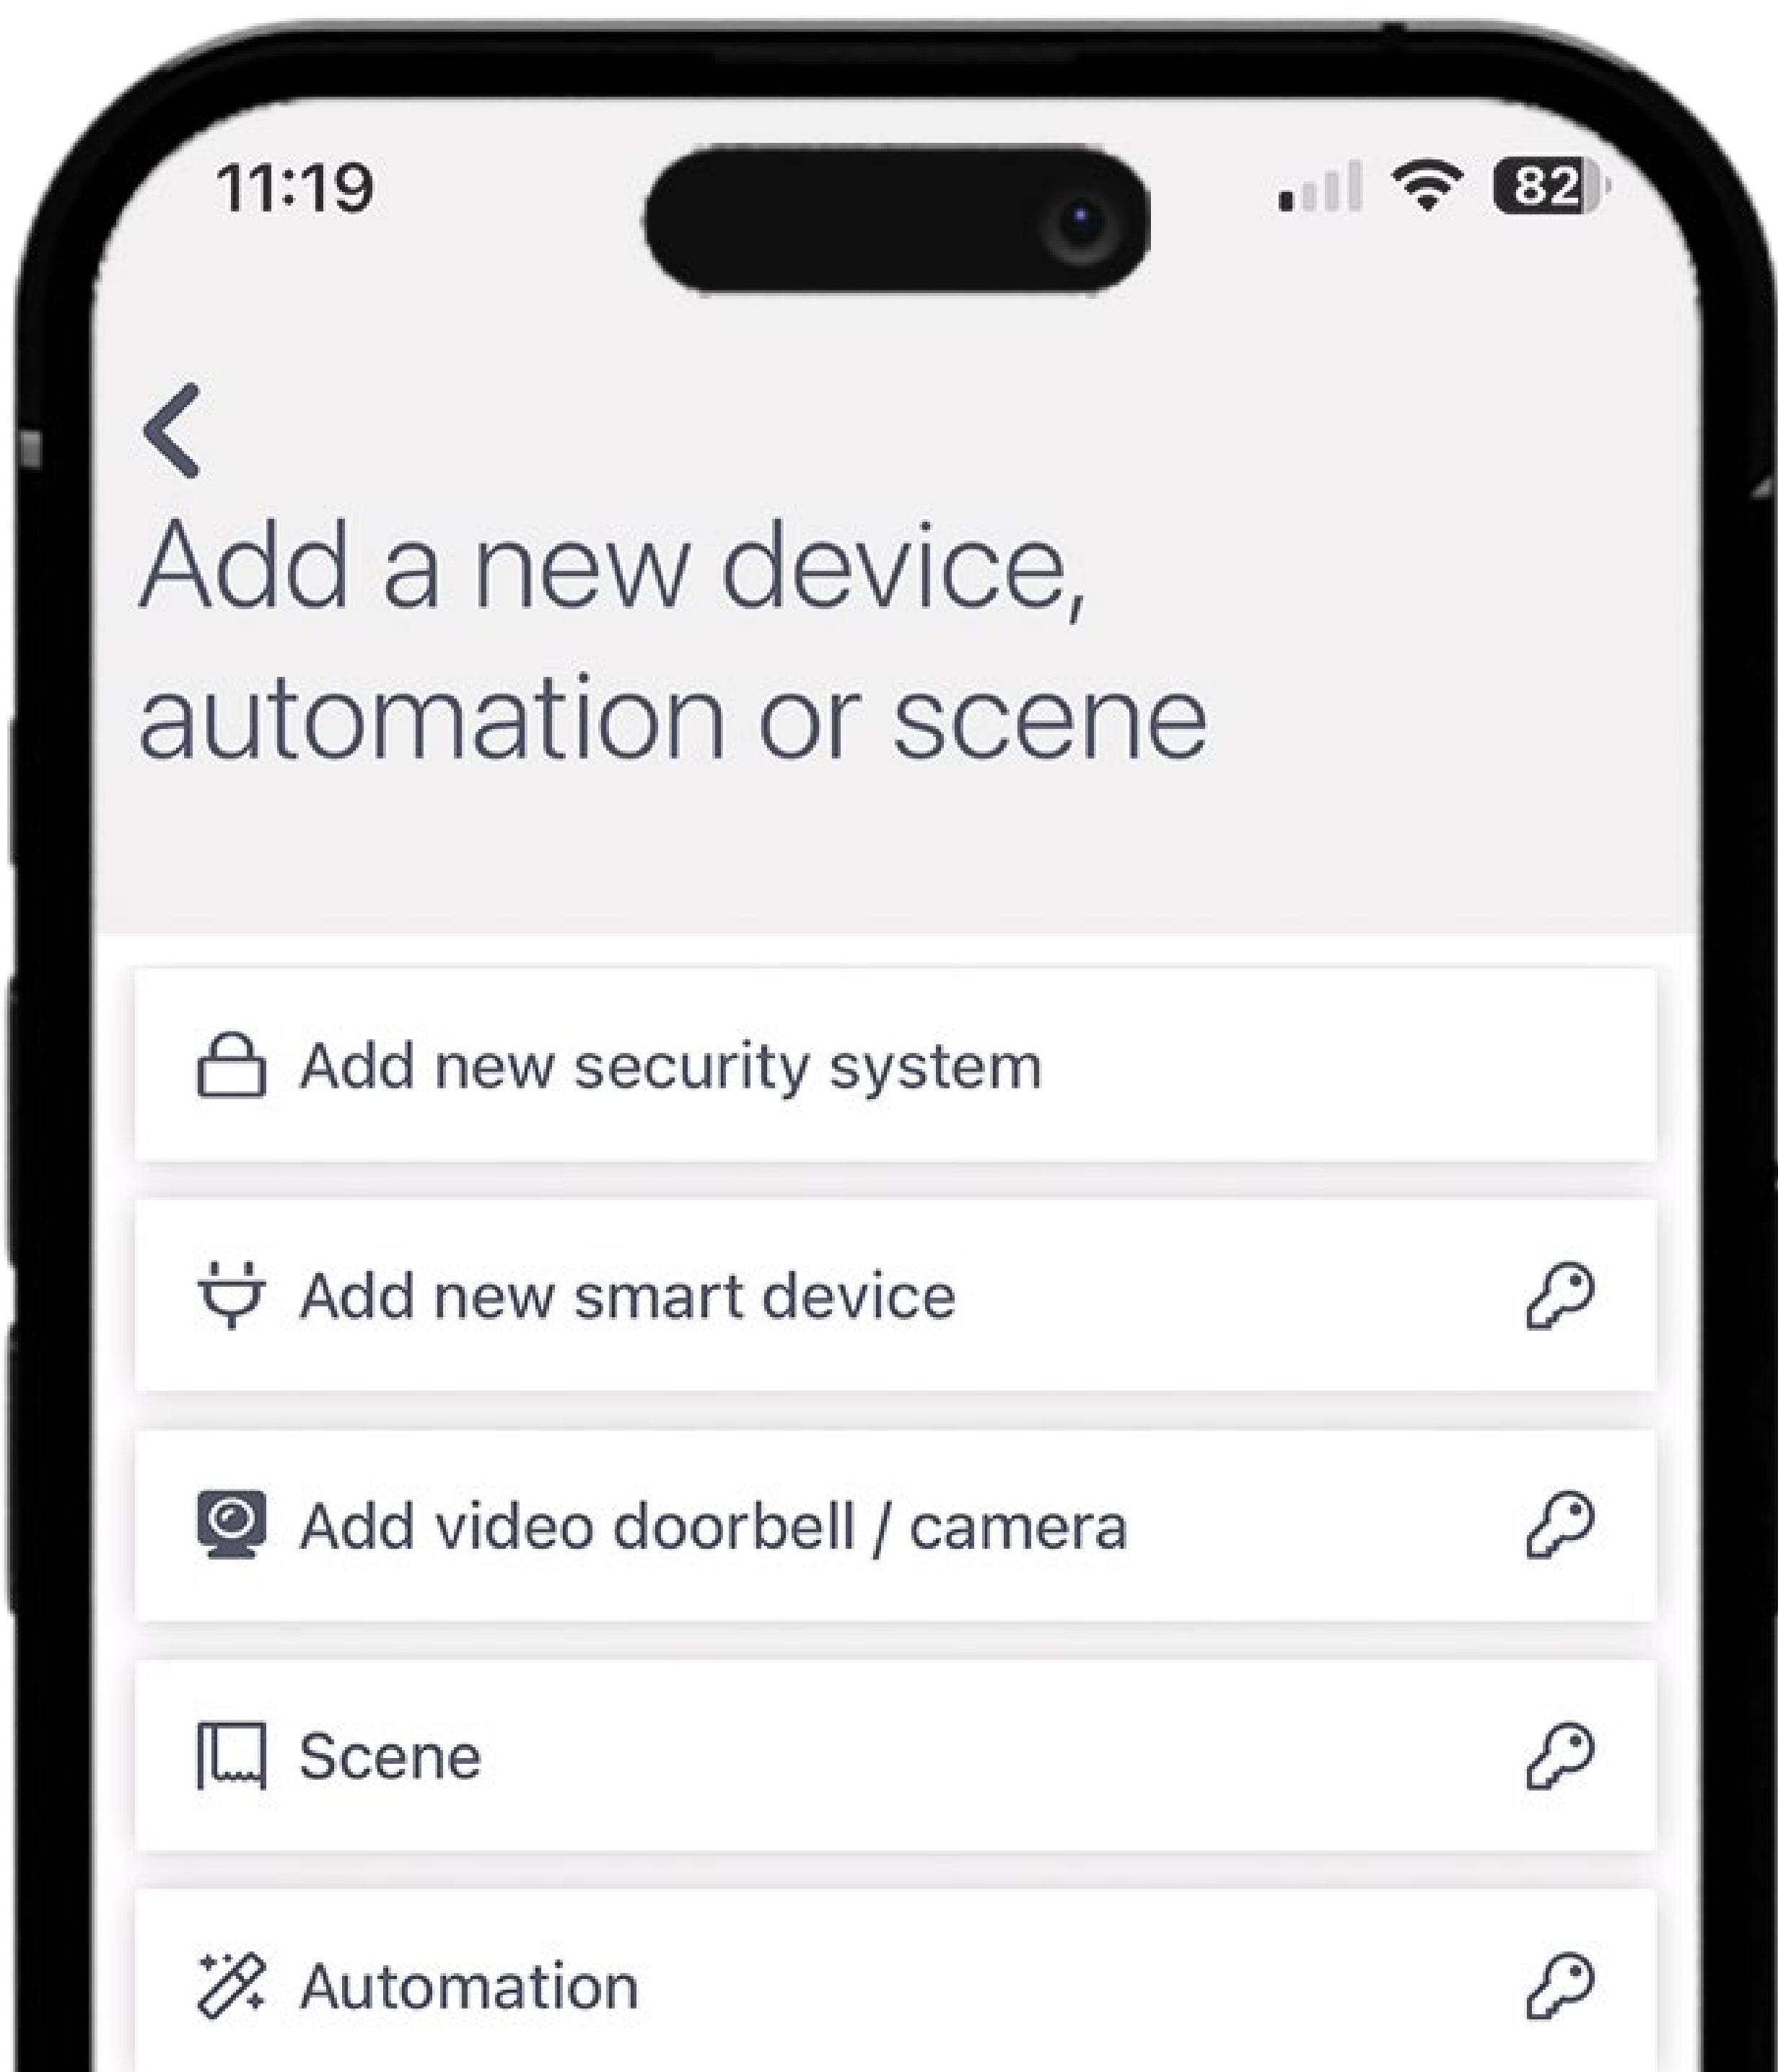 11:19
82
Add a new device,
automation or scene
Add new security system
Add new smart device
Add video doorbell / camera
Scene
Automation